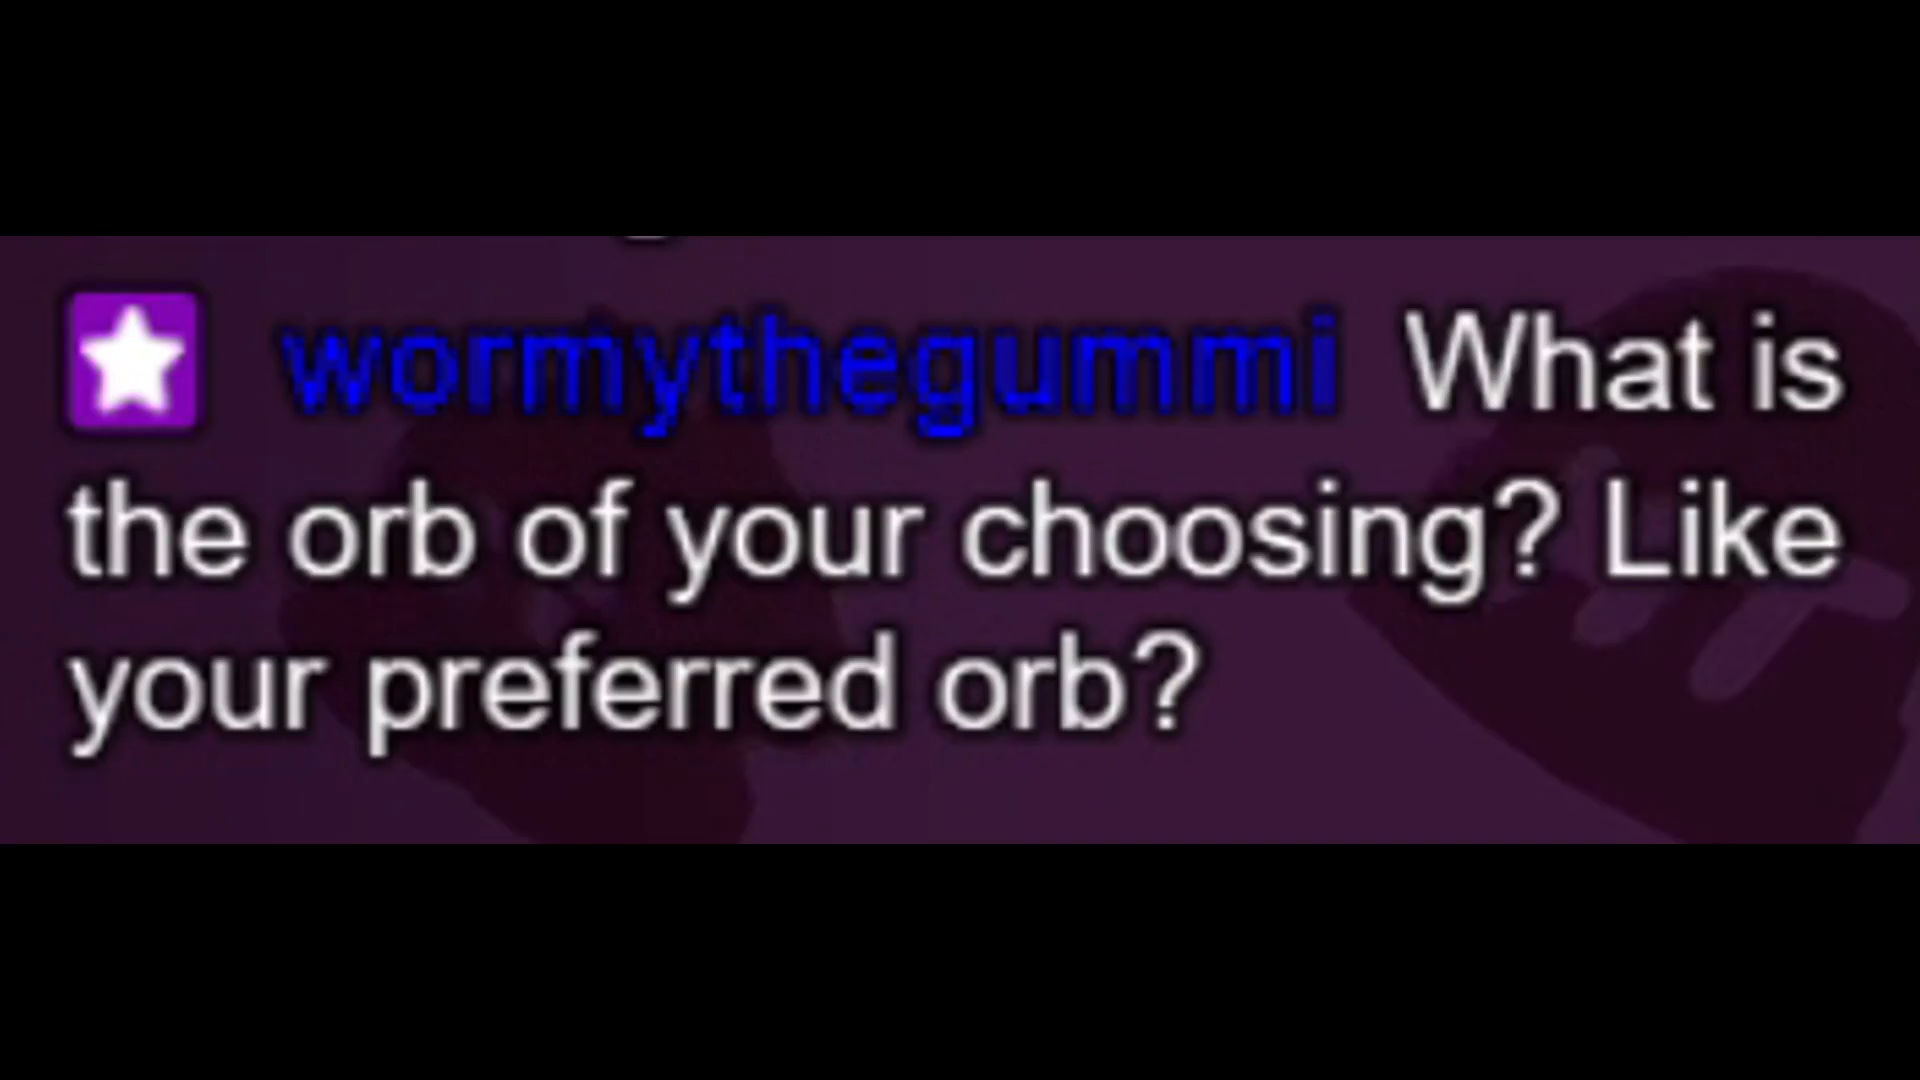 wormythegummi What is
the orb of your choosing? Like
your preferred orb?